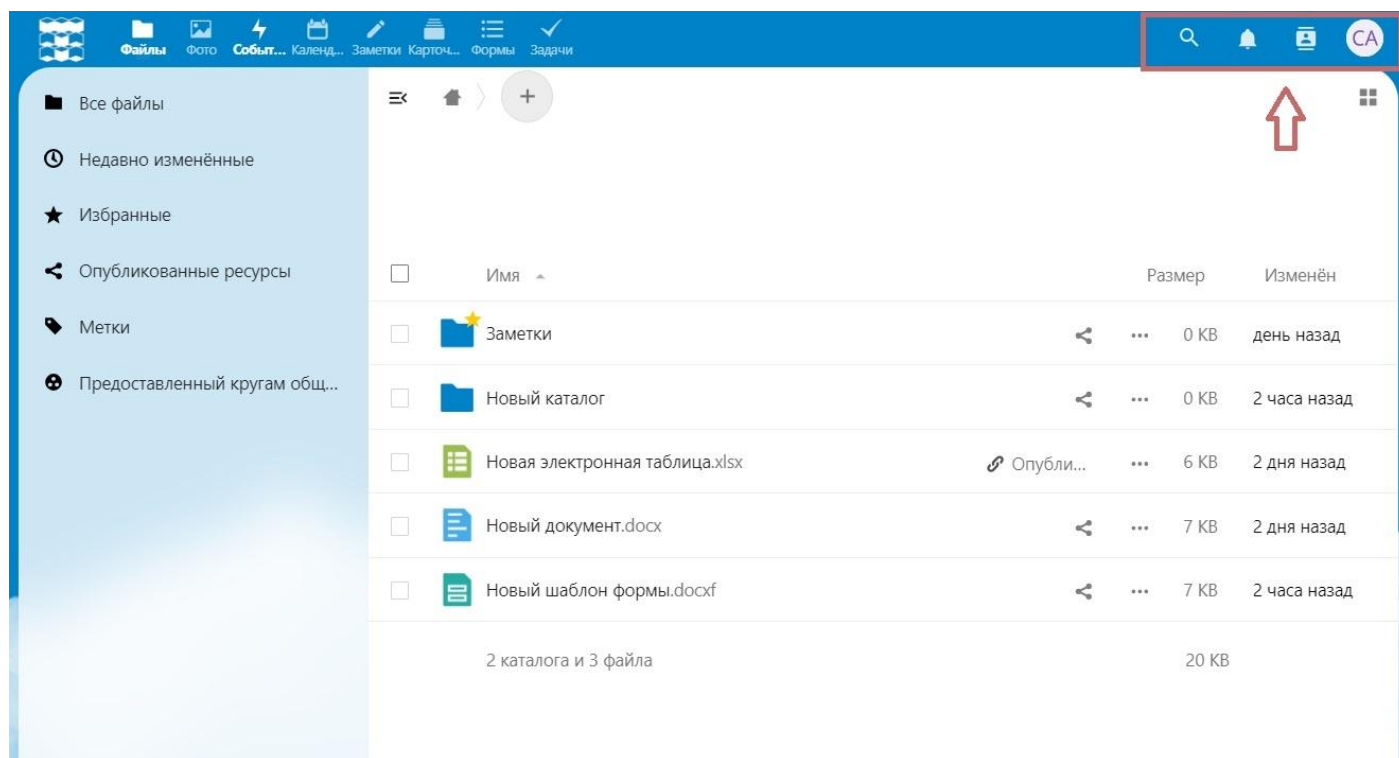 Файлы Фото Событ... Календ... Заметки Карточ... Формы Задачи
СА
Все файлы
Недавно изменённые
Избранные
Опубликованные ресурсы
Метки
Предоставленный кругам общ...
Имя Размер Изменён
Заметки 0 KB день назад
Новый каталог 0 KB 2 часа назад
Новая электронная таблица.xlsx Опубли... 6 KB 2 дня назад
Новый документ.docx 7 KB 2 дня назад
Новый шаблон формы.docxf 7 KB 2 часа назад
2 каталога и 3 файла 20 KB